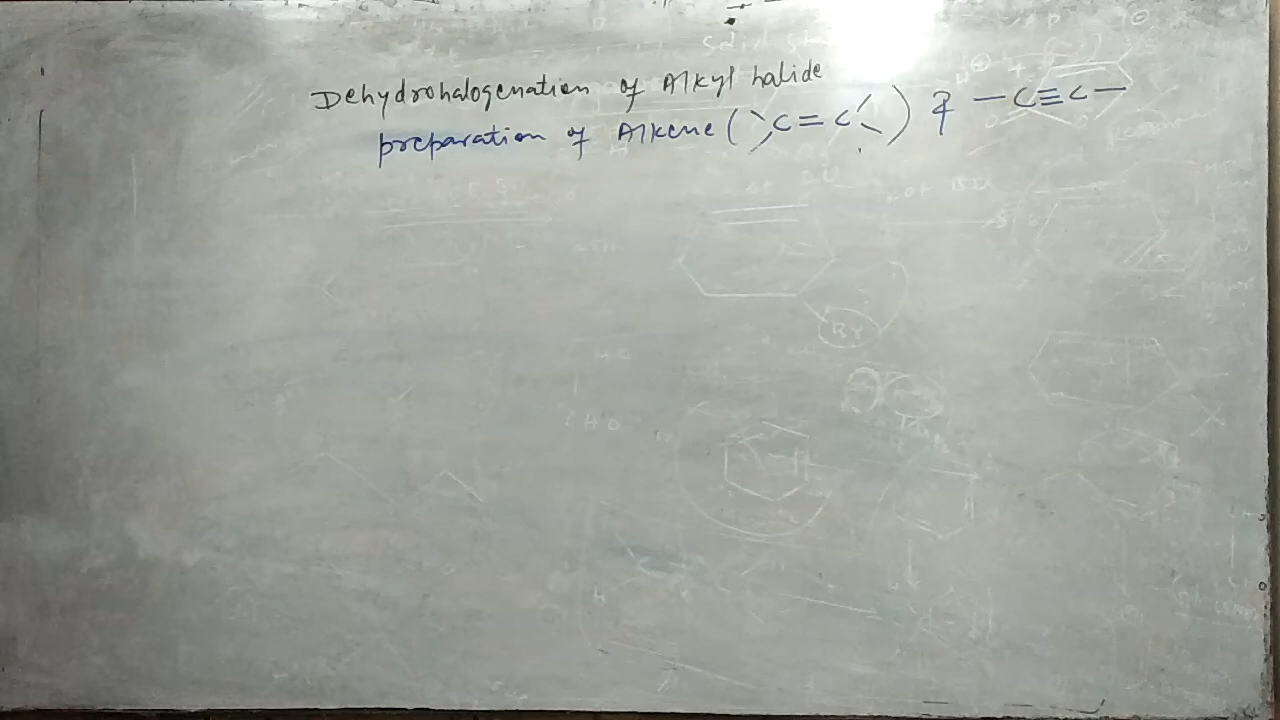 Dehydrohalogenation of Alkyl halide
preparation of Alkene ( >C=C< ) & —C≡C—